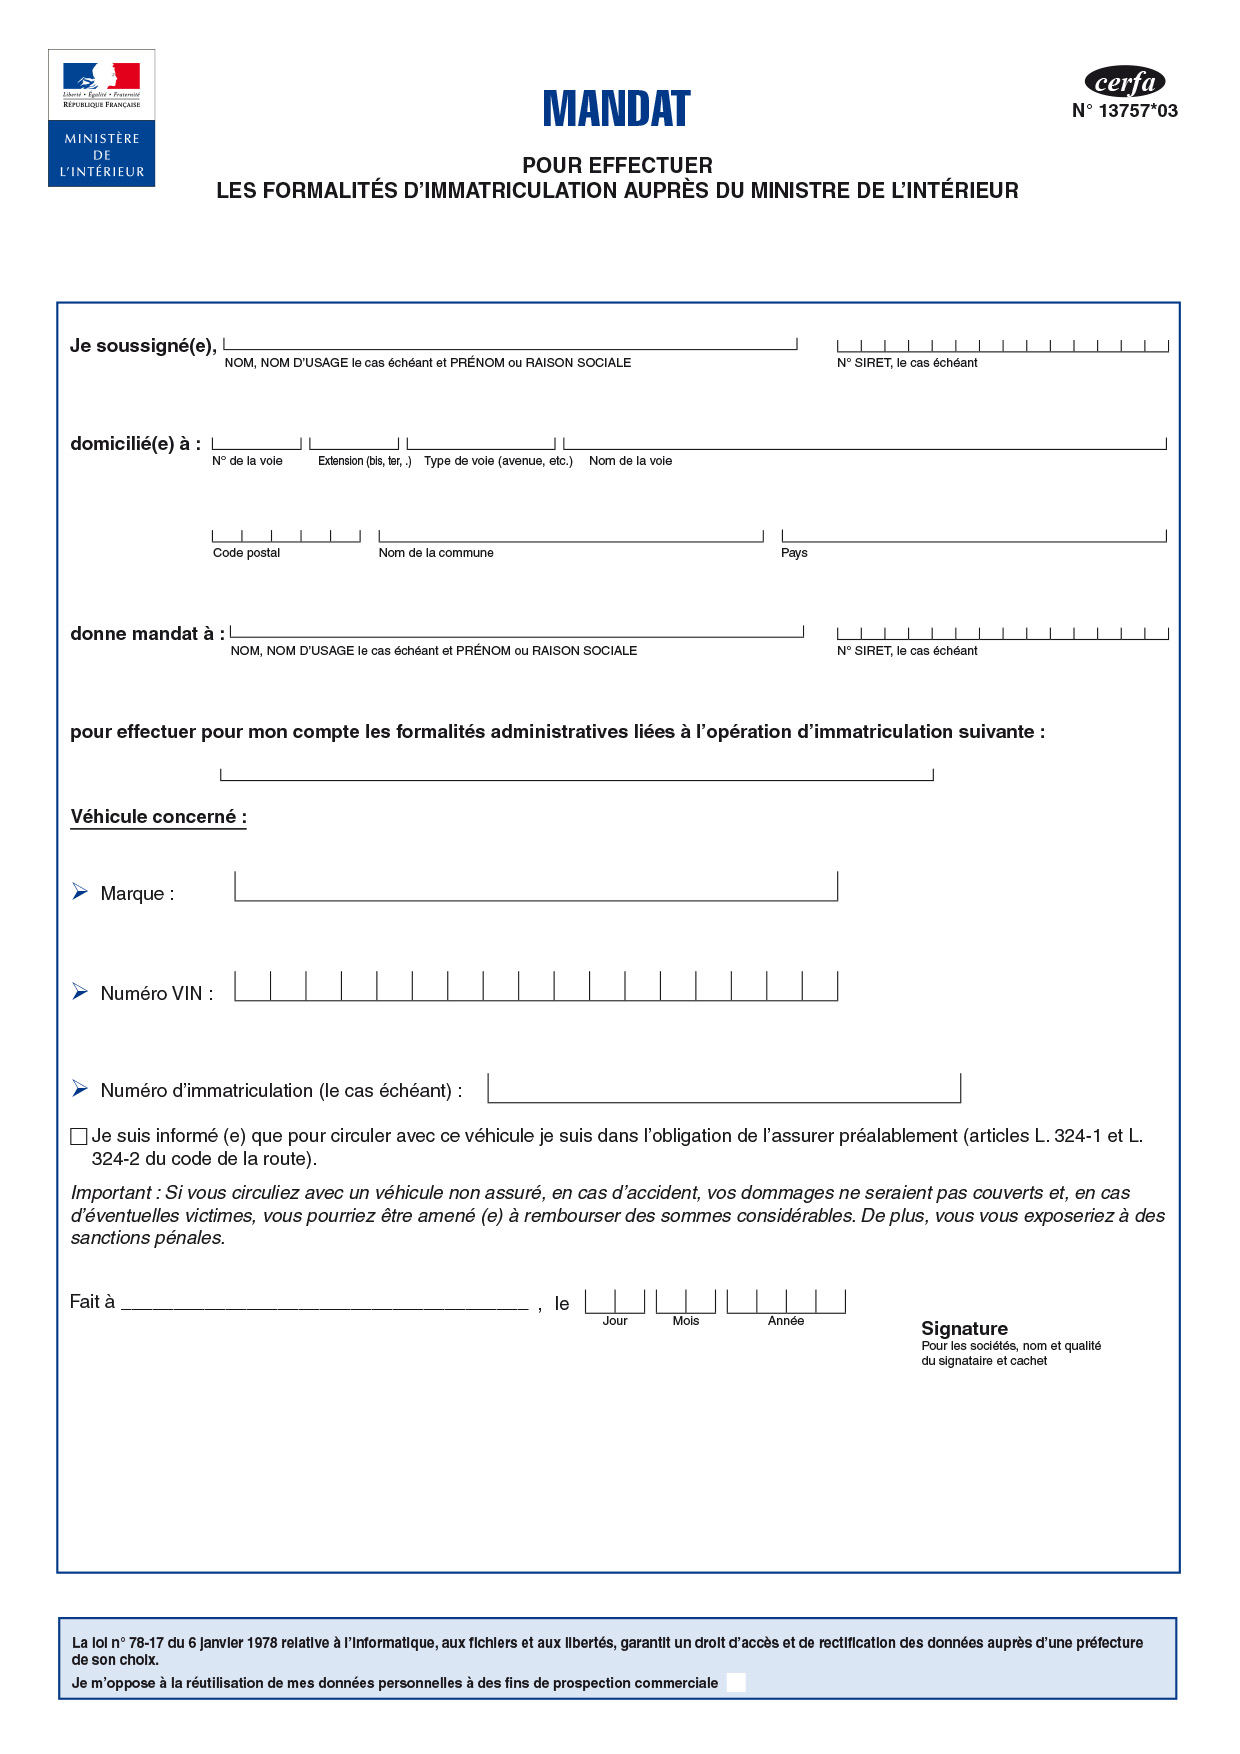 Liberté • Égalité • Fraternité
RÉPUBLIQUE FRANÇAISE
MINISTÈRE
DE
L'INTÉRIEUR
cerfa
N° 13757*03
MANDAT
POUR EFFECTUER
LES FORMALITÉS D'IMMATRICULATION AUPRÈS DU MINISTRE DE L'INTÉRIEUR
Je soussigné(e),
NOM, NOM D'USAGE le cas échéant et PRÉNOM ou RAISON SOCIALE
N° SIRET, le cas échéant
domicilié(e) à :
N° de la voie
Extension (bis, ter, .)
Type de voie (avenue, etc.)
Nom de la voie
Code postal
Nom de la commune
Pays
donne mandat à :
NOM, NOM D'USAGE le cas échéant et PRÉNOM ou RAISON SOCIALE
N° SIRET, le cas échéant
pour effectuer pour mon compte les formalités administratives liées à l'opération d'immatriculation suivante :
Véhicule concerné :
Marque :
Numéro VIN :
Numéro d'immatriculation (le cas échéant) :
Je suis informé (e) que pour circuler avec ce véhicule je suis dans l'obligation de l'assurer préalablement (articles L. 324-1 et L.
324-2 du code de la route).
Important : Si vous circuliez avec un véhicule non assuré, en cas d'accident, vos dommages ne seraient pas couverts et, en cas
d'éventuelles victimes, vous pourriez être amené (e) à rembourser des sommes considérables. De plus, vous vous exposeriez à des
sanctions pénales.
Fait à _______________________________________ , le
Jour
Mois
Année
Signature
Pour les sociétés, nom et qualité
du signataire et cachet
La loi n° 78-17 du 6 janvier 1978 relative à l'informatique, aux fichiers et aux libertés, garantit un droit d'accès et de rectification des données auprès d'une préfecture
de son choix.
Je m'oppose à la réutilisation de mes données personnelles à des fins de prospection commerciale